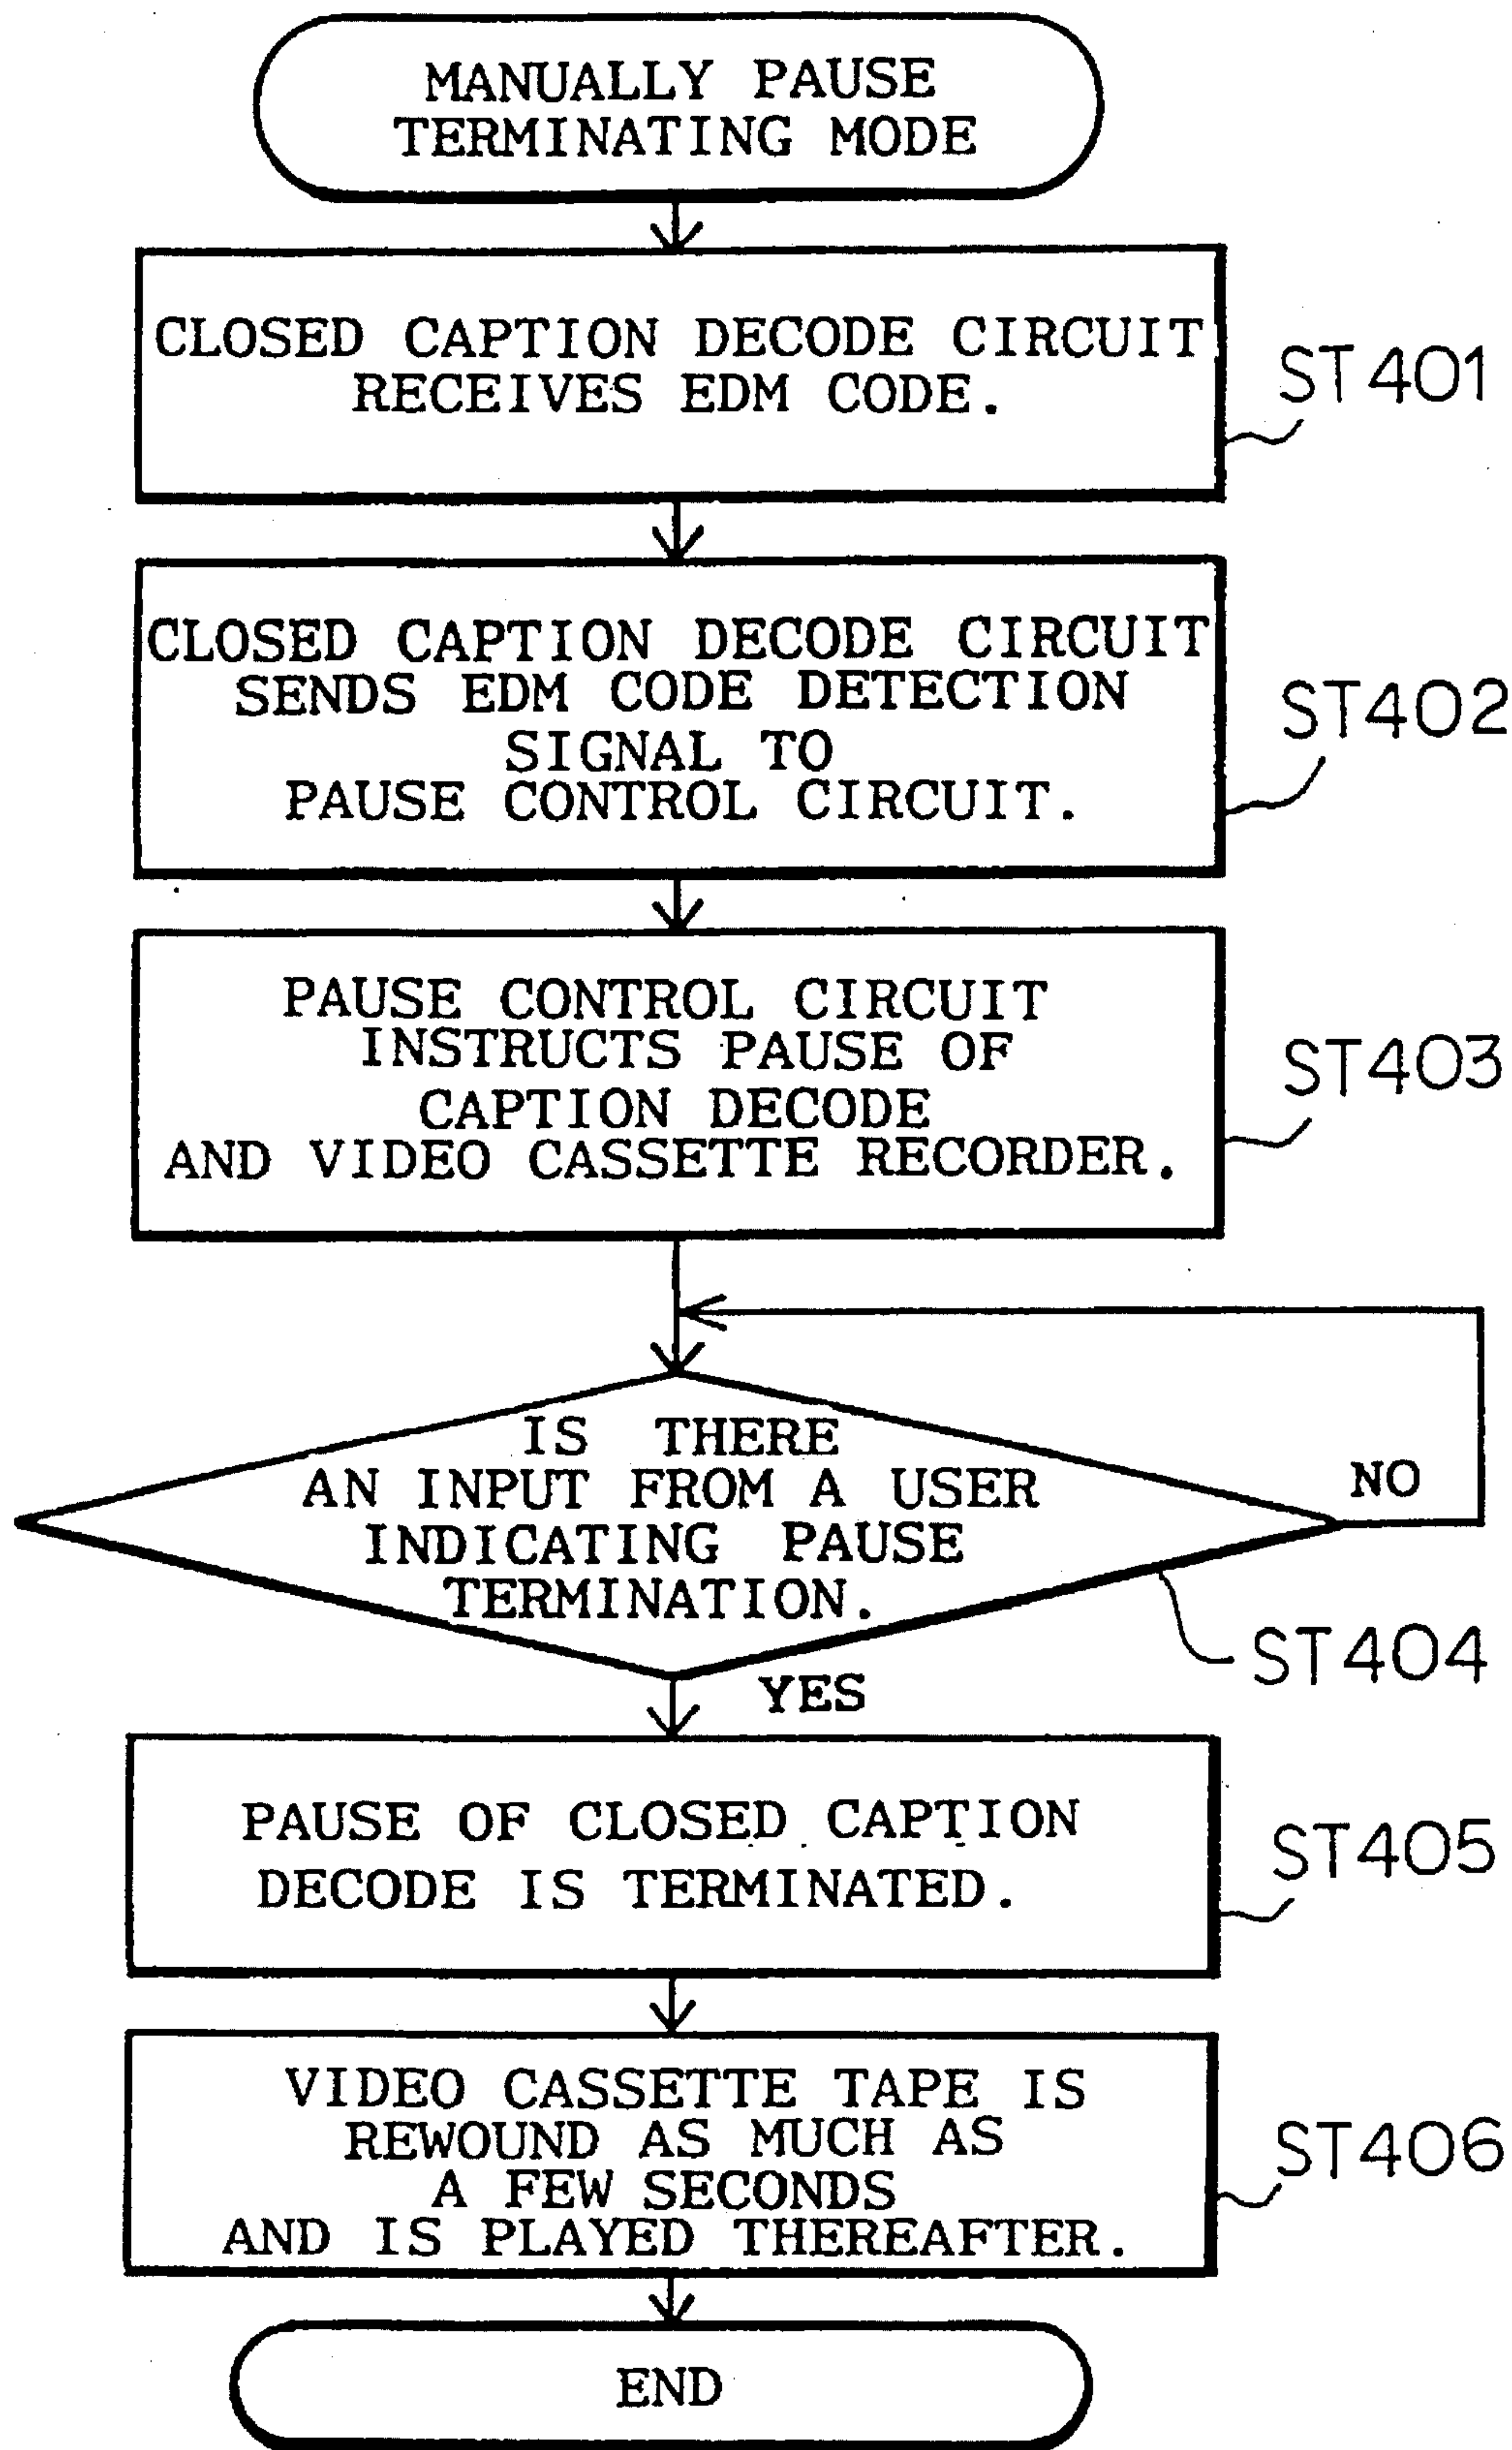 MANUALLY PAUSE
TERMINATING MODE
CLOSED CAPTION DECODE CIRCUIT
RECEIVES EDM CODE.
ST401
CLOSED CAPTION DECODE CIRCUIT
SENDS EDM CODE DETECTION
SIGNAL TO
PAUSE CONTROL CIRCUIT.
ST402
PAUSE CONTROL CIRCUIT
INSTRUCTS PAUSE OF
CAPTION DECODE
AND VIDEO CASSETTE RECORDER.
ST403
IS THERE
AN INPUT FROM A USER
INDICATING PAUSE
TERMINATION.
NO
ST404
YES
PAUSE OF CLOSED CAPTION
DECODE IS TERMINATED.
ST405
VIDEO CASSETTE TAPE IS
REWOUND AS MUCH AS
A FEW SECONDS
AND IS PLAYED THEREAFTER.
ST406
END